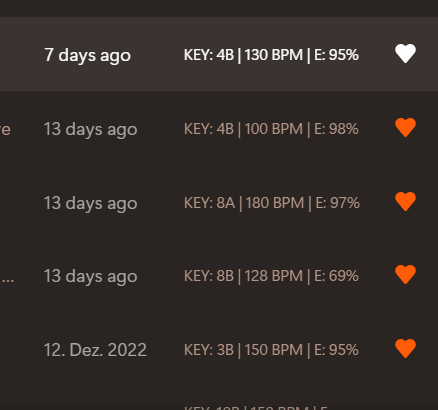 7 days ago KEY: 4B | 130 BPM | E: 95%
13 days ago KEY: 4B | 100 BPM | E: 98%
13 days ago KEY: 8A | 180 BPM | E: 97%
... 13 days ago KEY: 8B | 128 BPM | E: 69%
12. Dez. 2022 KEY: 3B | 150 BPM | E: 95%